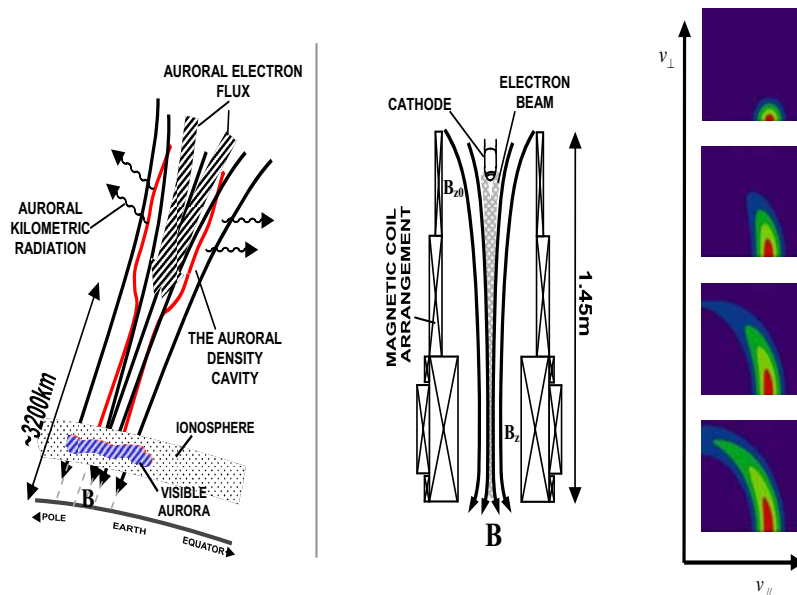 AURORAL ELECTRON
FLUX
AURORAL
KILOMETRIC
RADIATION
THE AURORAL
DENSITY
CAVITY
~3200km
IONOSPHERE
VISIBLE
AURORA
B
POLE
EARTH
EQUATOR
CATHODE
ELECTRON
BEAM
Bz0
MAGNETIC COIL
ARRANGEMENT
1.45m
Bz
B
v⊥
v//